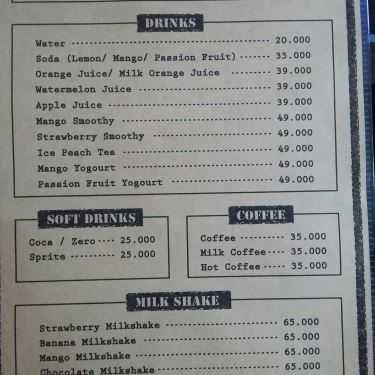 DRINKS
Water 20.000
Soda (Lemon/ Mango/ Passion Fruit) 35.000
Orange Juice/ Milk Orange Juice 39.000
Watermelon Juice 39.000
Apple Juice 39.000
Mango Smoothy 49.000
Strawberry Smoothy 49.000
Ice Peach Tea 49.000
Mango Yogourt 49.000
Passion Fruit Yogourt 49.000
SOFT DRINKS
Coca / Zero 25.000
Sprite 25.000
COFFEE
Coffee 35.000
Milk Coffee 35.000
Hot Coffee 35.000
MILK SHAKE
Strawberry Milkshake 65.000
Banana Milkshake 65.000
Mango Milkshake 65.000
Chocolate Milkshake 65.000